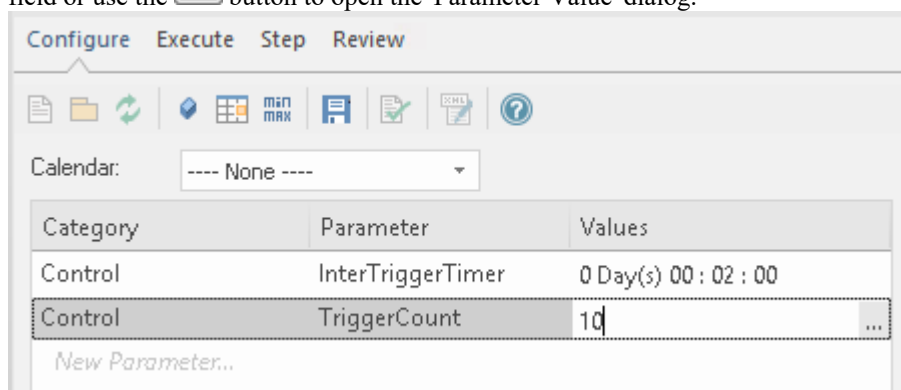 field or use the button to open the 'Parameter Value' dialog.
Configure Execute Step Review
min
max
XML
?
Calendar: ---- None ----
Category Parameter Values
Control InterTriggerTimer 0 Day(s) 00 : 02 : 00
Control TriggerCount 10 ...
New Parameter...